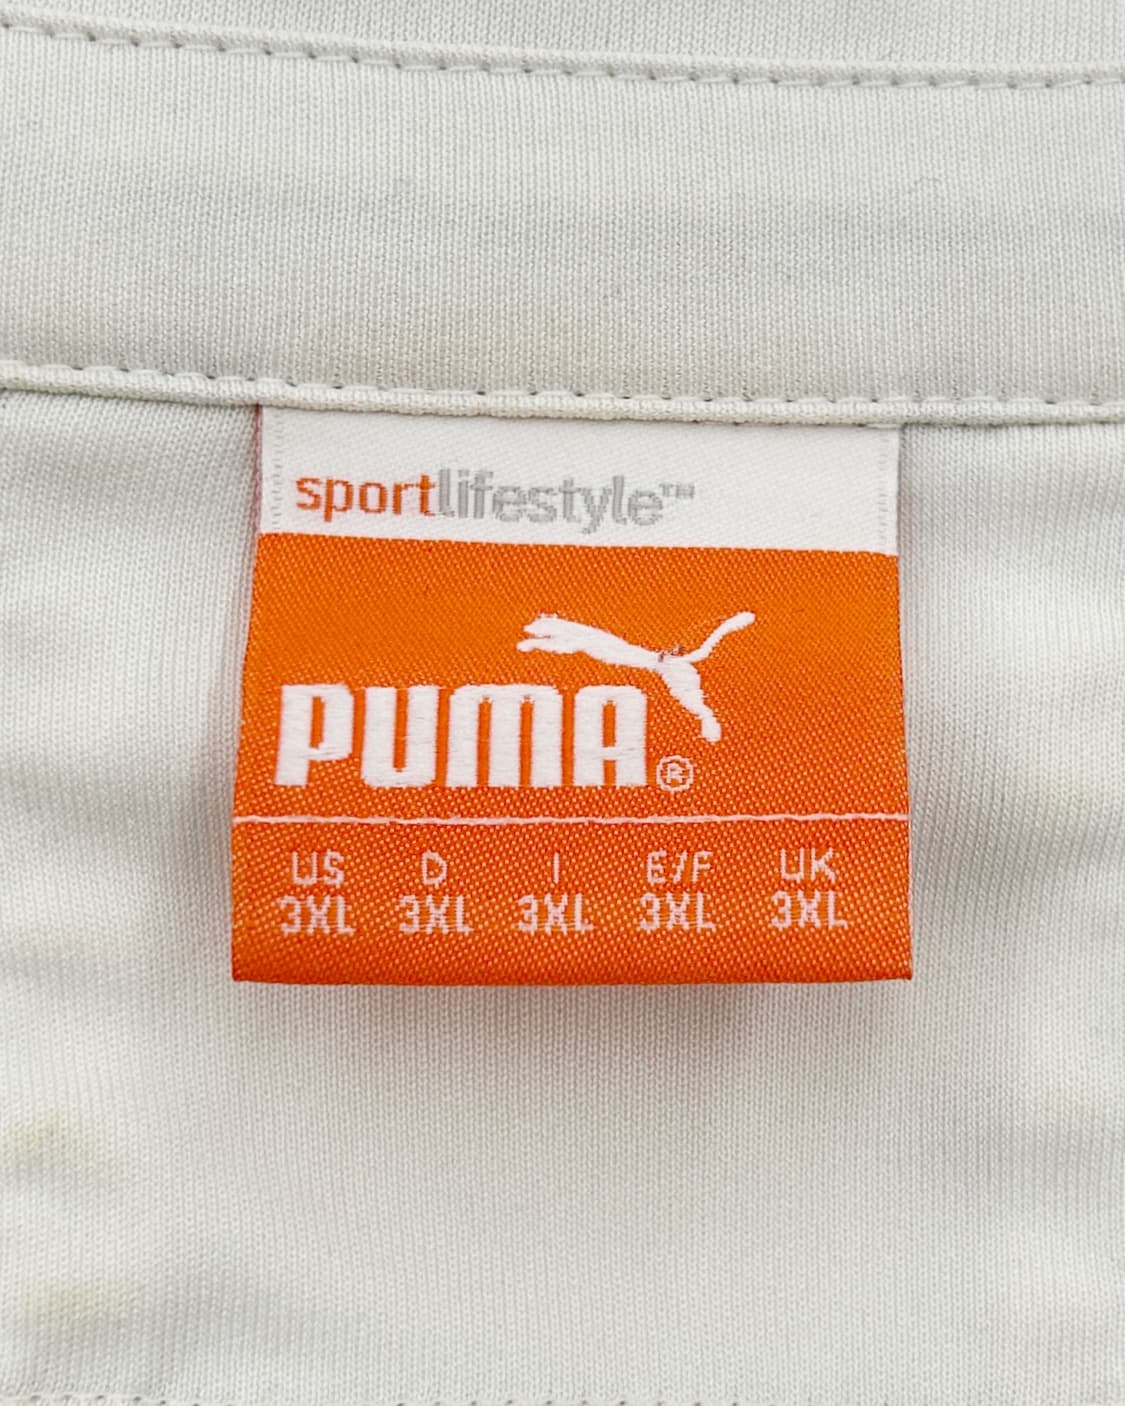 sportlifestyle™
PUMA®
US D I E/F UK
3XL 3XL 3XL 3XL 3XL